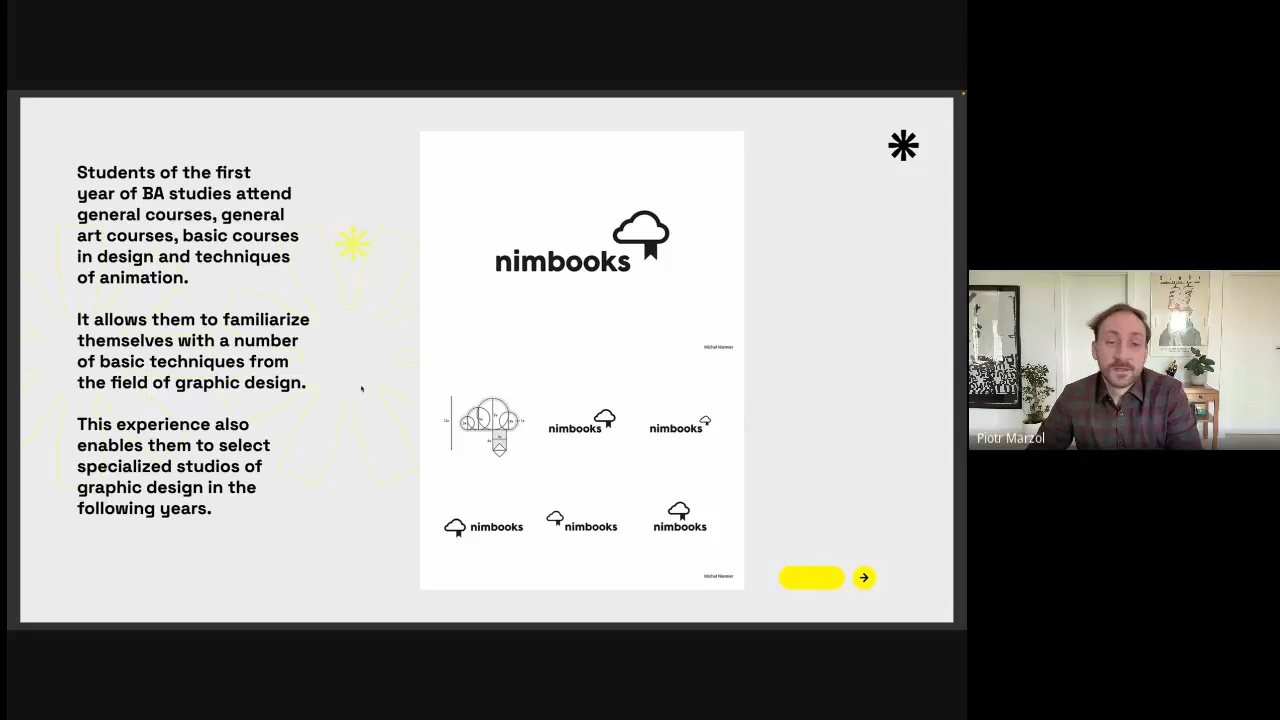 Students of the first
year of BA studies attend
general courses, general
art courses, basic courses
in design and techniques
of animation.
It allows them to familiarize
themselves with a number
of basic techniques from
the field of graphic design.
This experience also
enables them to select
specialized studios of
graphic design in the
following years.
nimbooks
nimbooks
nimbooks
nimbooks
nimbooks
nimbooks
Piotr Marzol